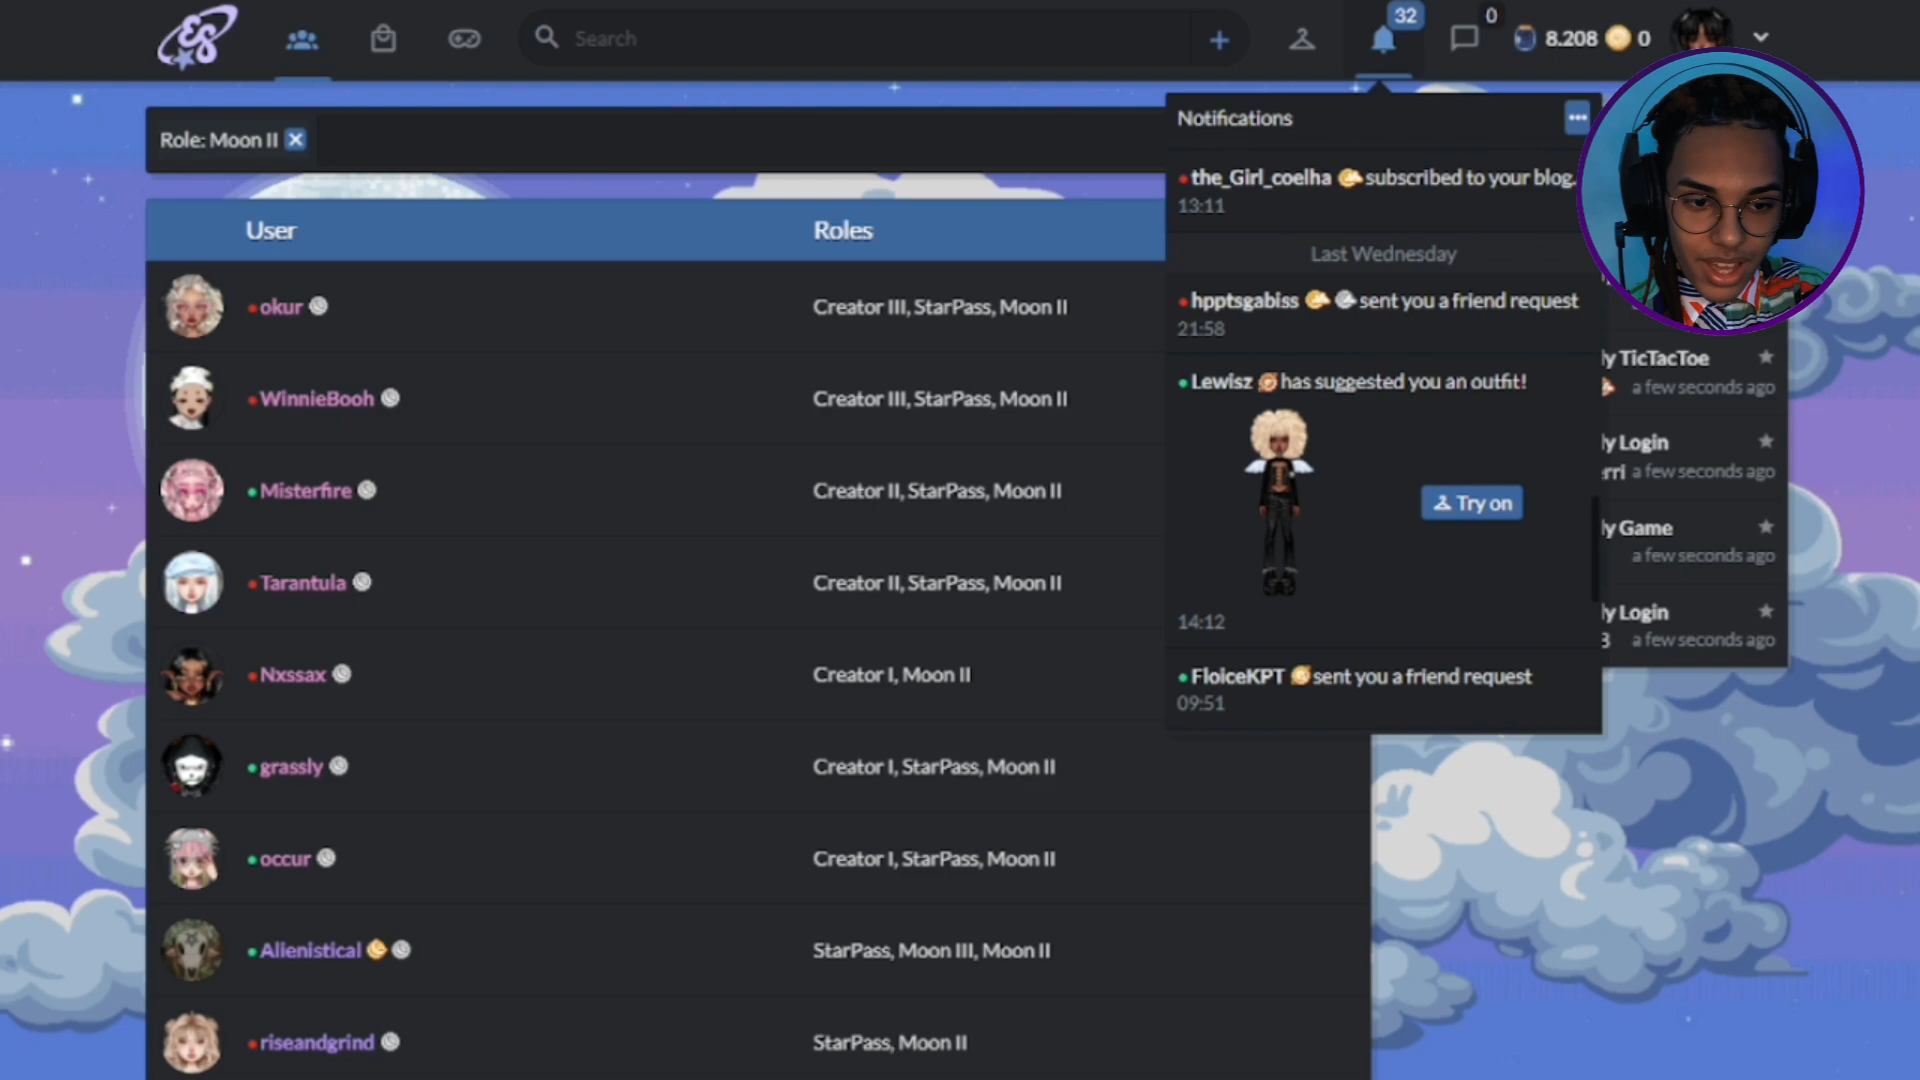 ES
Search
32
0
8.208
0
Role: Moon II
Notifications
the_Girl_coelha subscribed to your blog.
13:11
Last Wednesday
hpptsgabiss sent you a friend request
21:58
Lewisz has suggested you an outfit!
Try on
14:12
FloiceKPT sent you a friend request
09:51
User Roles
okur Creator III, StarPass, Moon II
WinnieBooh Creator III, StarPass, Moon II
Misterfire Creator II, StarPass, Moon II
Tarantula Creator II, StarPass, Moon II
Nxssax Creator I, Moon II
grassly Creator I, StarPass, Moon II
occur Creator I, StarPass, Moon II
Alienistical StarPass, Moon III, Moon II
riseandgrind StarPass, Moon II
ly TicTacToe
a few seconds ago
ly Login
erri a few seconds ago
ly Game
a few seconds ago
ly Login
a few seconds ago